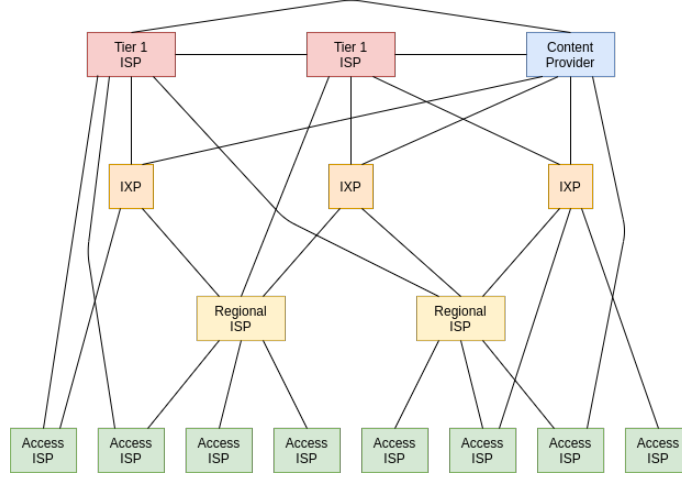 Tier 1
ISP
Tier 1
ISP
Content
Provider
IXP
IXP
IXP
Regional
ISP
Regional
ISP
Access
ISP
Access
ISP
Access
ISP
Access
ISP
Access
ISP
Access
ISP
Access
ISP
Access
ISP